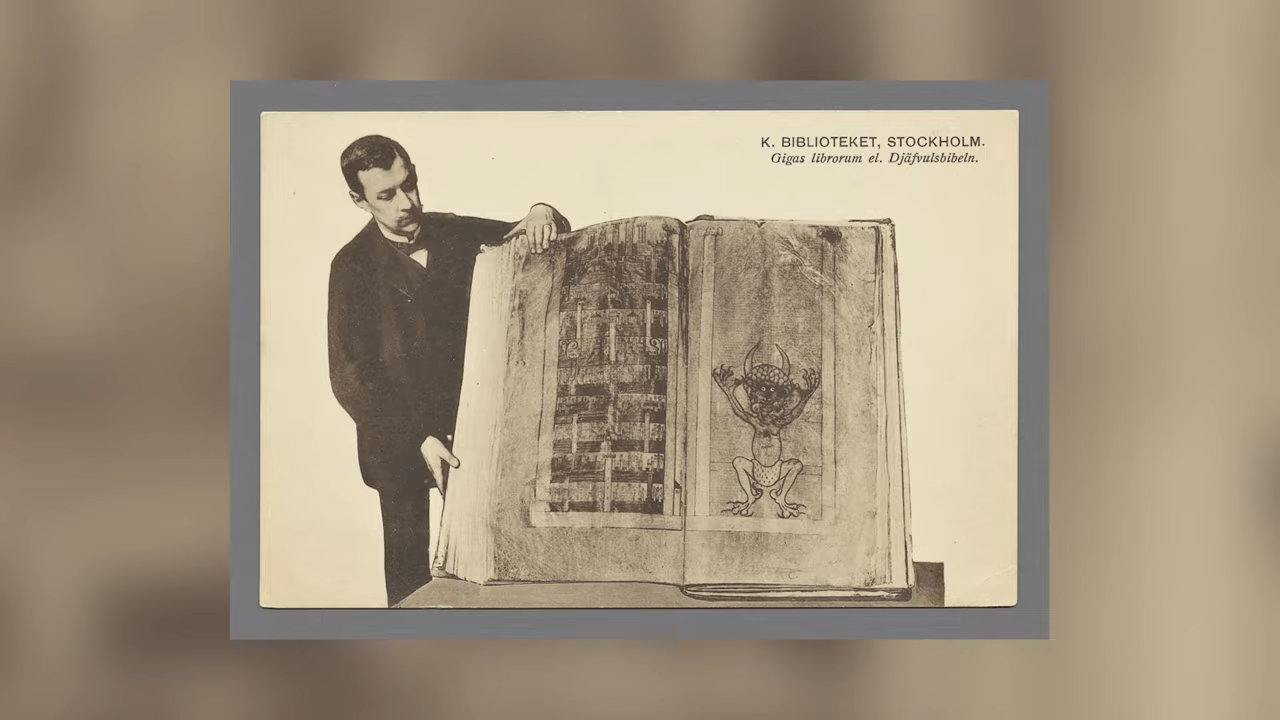 K. BIBLIOTEKET, STOCKHOLM.
Gigas librorum el. Djäfvulsbibeln.